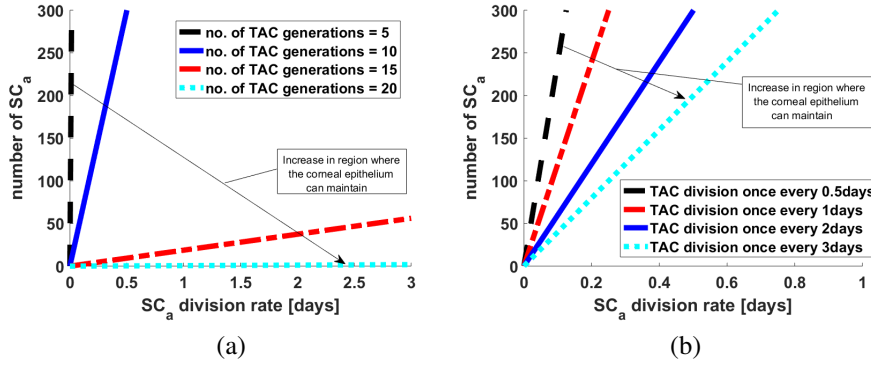 300
250
200
150
100
50
0
number of SC_a
no. of TAC generations = 5
no. of TAC generations = 10
no. of TAC generations = 15
no. of TAC generations = 20
Increase in region where
the corneal epithelium
can maintain
0 0.5 1 1.5 2 2.5 3
SC_a division rate [days]
(a)
300
250
200
150
100
50
0
number of SC_a
Increase in region where
the corneal epithelium
can maintain
TAC division once every 0.5days
TAC division once every 1days
TAC division once every 2days
TAC division once every 3days
0 0.2 0.4 0.6 0.8 1
SC_a division rate [days]
(b)